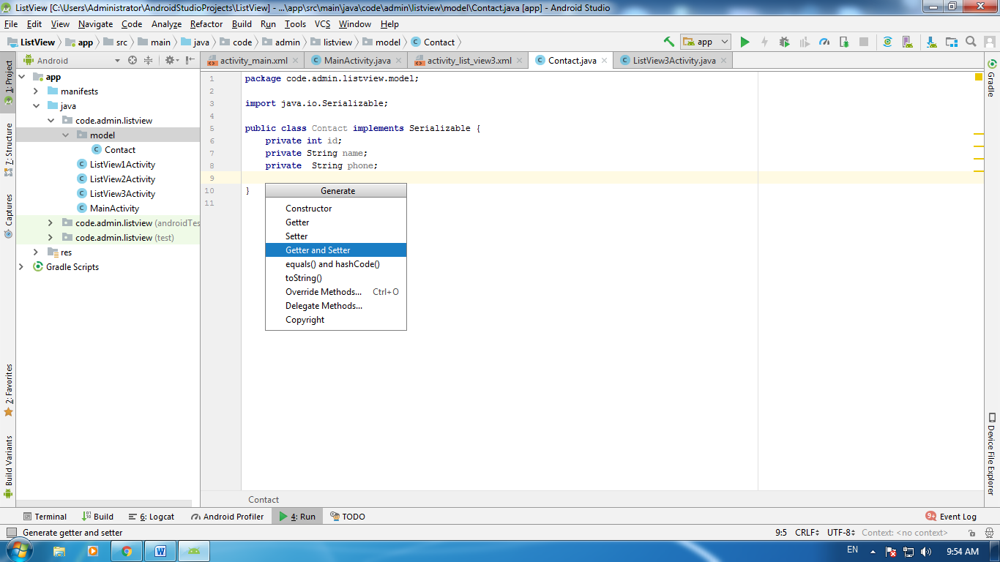 ListView [C:\Users\Administrator\AndroidStudioProjects\ListView] - ...\app\src\main\java\code\admin\listview\model\Contact.java [app] - Android Studio
File Edit View Navigate Code Analyze Refactor Build Run Tools VCS Window Help
ListView app src main java code admin listview model Contact app
1: Project
7: Structure
Captures
2: Favorites
Build Variants
Android
app
manifests
java
code.admin.listview
model
Contact
ListView1Activity
ListView2Activity
ListView3Activity
MainActivity
code.admin.listview (androidTes
code.admin.listview (test)
res
Gradle Scripts
activity_main.xml MainActivity.java activity_list_view3.xml Contact.java ListView3Activity.java
1 package code.admin.listview.model;
2
3 import java.io.Serializable;
4
5 public class Contact implements Serializable {
6 private int id;
7 private String name;
8 private  String phone;
9
10 }
11
Generate
Constructor
Getter
Setter
Getter and Setter
equals() and hashCode()
toString()
Override Methods... Ctrl+O
Delegate Methods...
Copyright
Contact
Gradle
Device File Explorer
Terminal Build 6: Logcat Android Profiler 4: Run TODO 9+ Event Log
Generate getter and setter 9:5 CRLF UTF-8 Context: <no context>
EN 9:54 AM